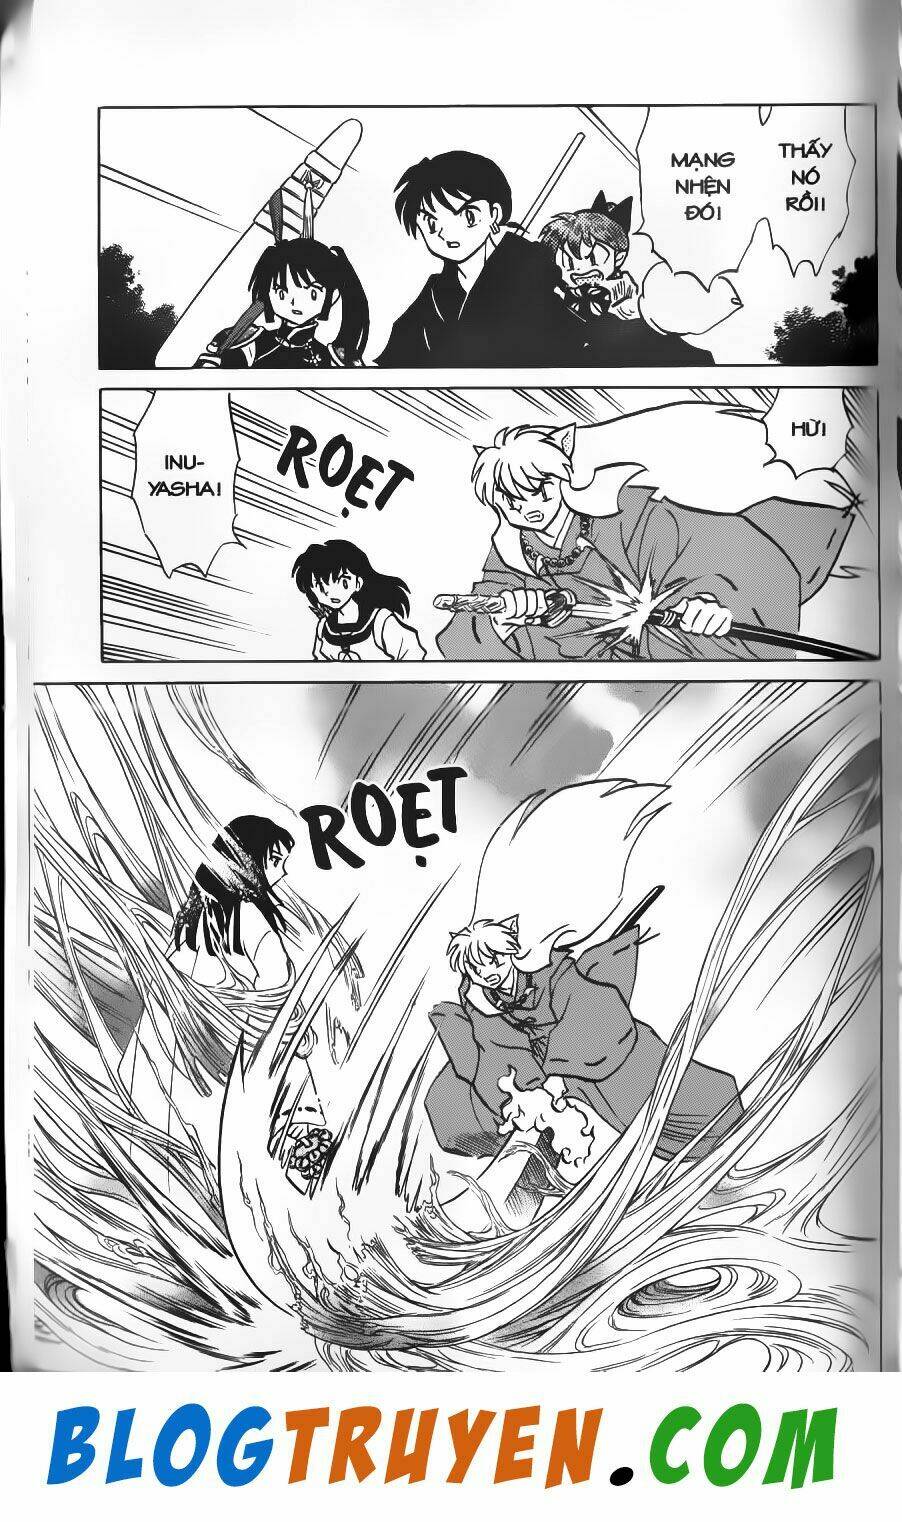 THẤY
NÓ
RỒI!
MẠNG
NHỆN
ĐÓ!
HỪ!
ROẸT
INU-
YASHA!
ROẸT
BLOGTRUYEN.COM